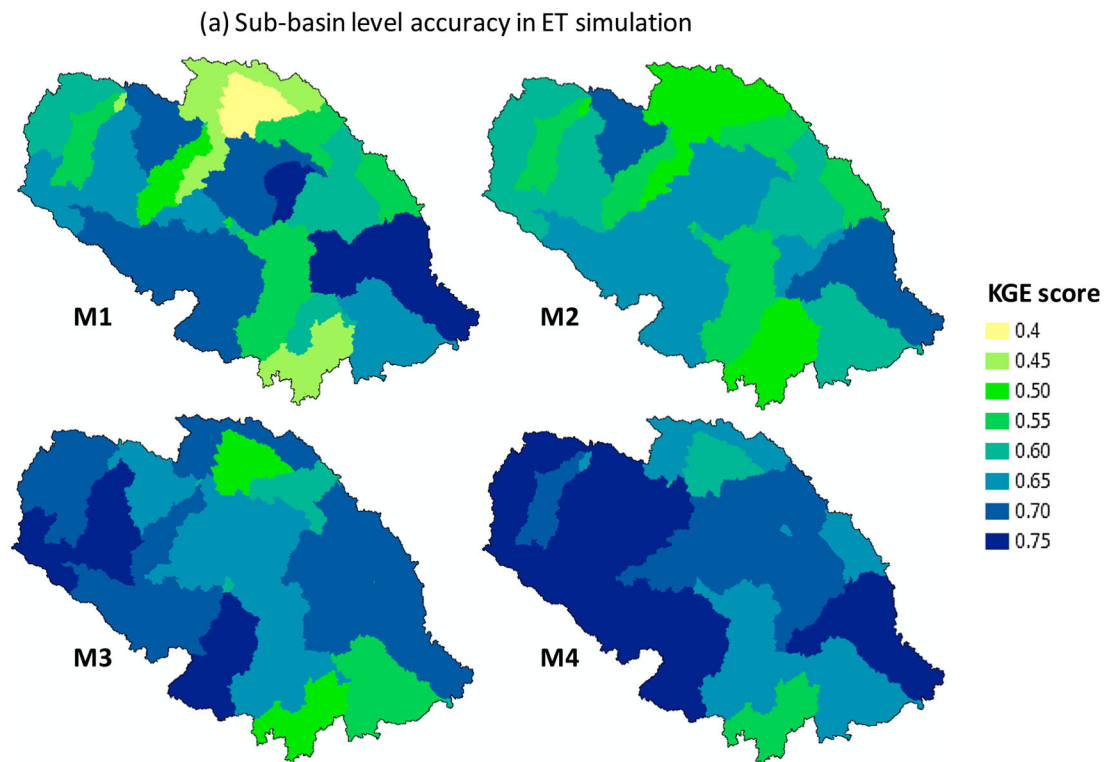 (a) Sub-basin level accuracy in ET simulation
M1
M2
M3
M4
KGE score
0.4
0.45
0.50
0.55
0.60
0.65
0.70
0.75